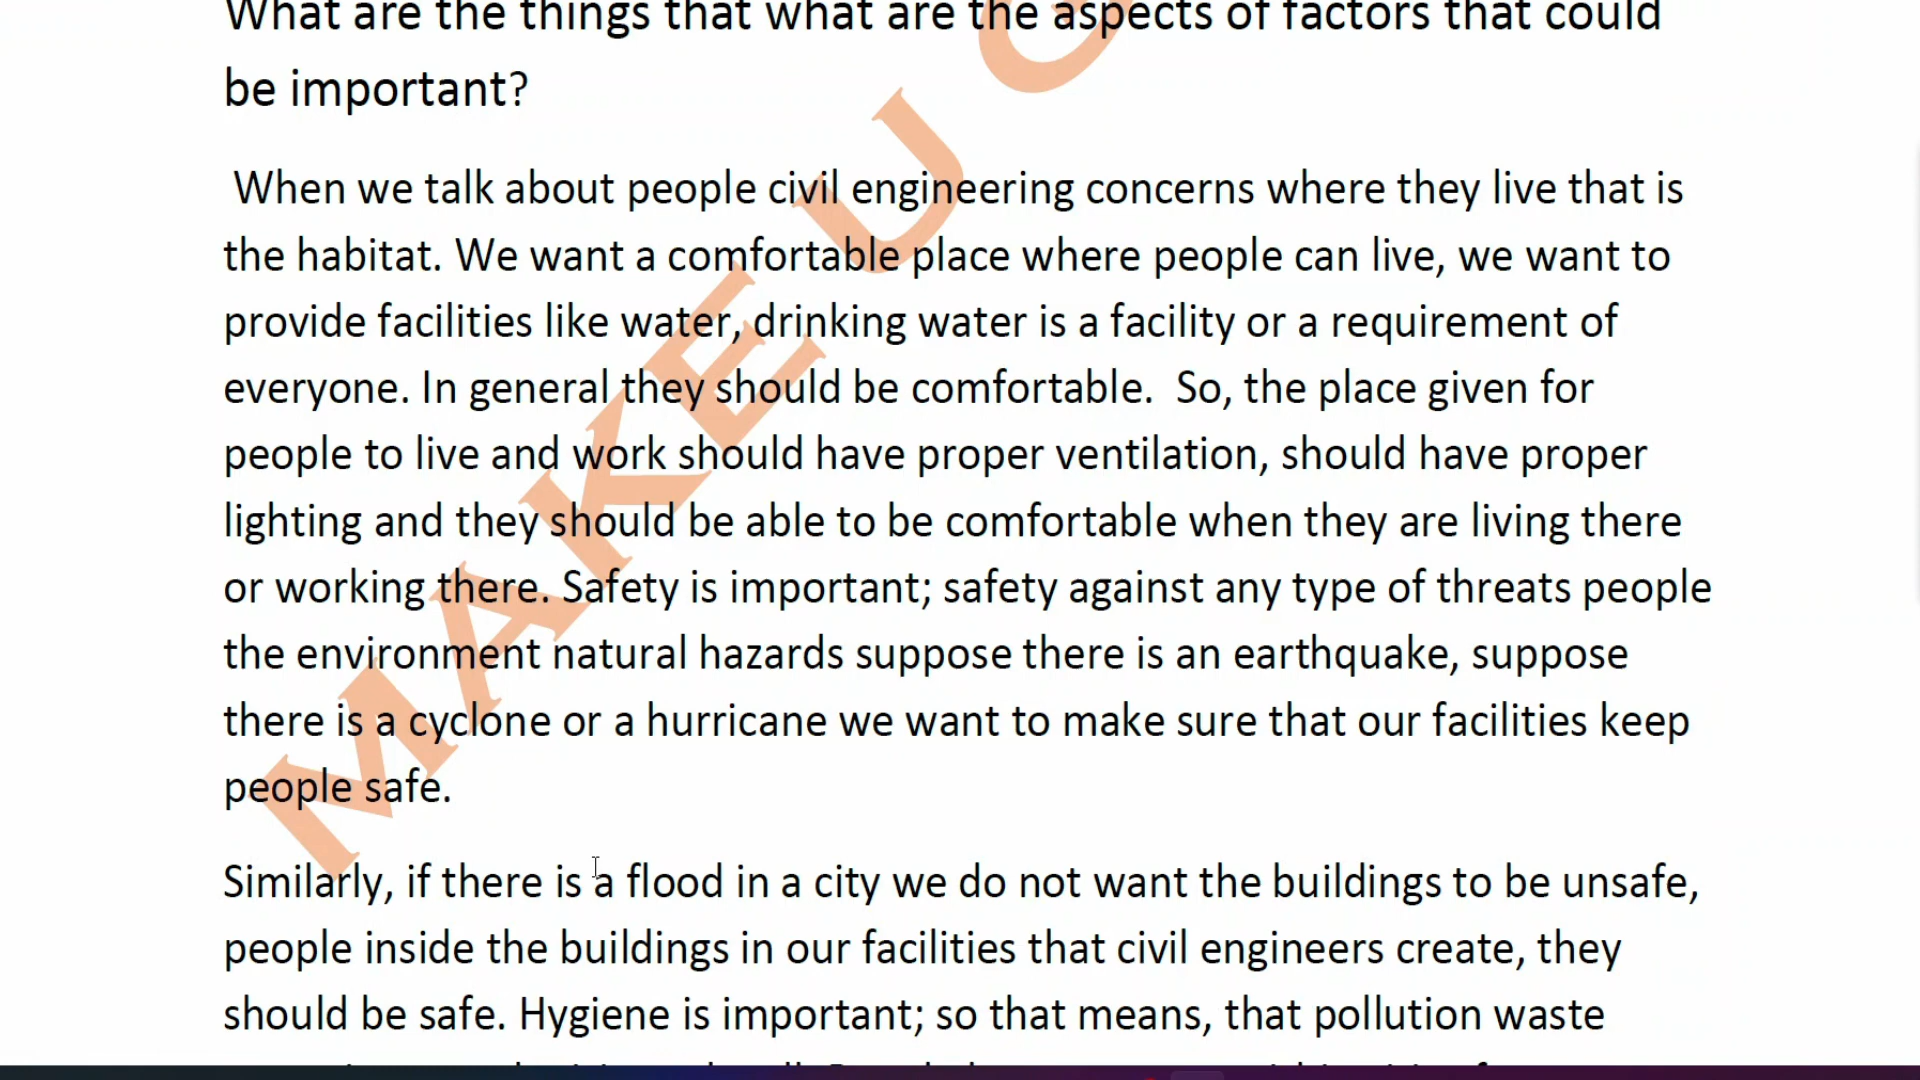 What are the things that what are the aspects of factors that could
be important?
When we talk about people civil engineering concerns where they live that is
the habitat. We want a comfortable place where people can live, we want to
provide facilities like water, drinking water is a facility or a requirement of
everyone. In general they should be comfortable.  So, the place given for
people to live and work should have proper ventilation, should have proper
lighting and they should be able to be comfortable when they are living there
or working there. Safety is important; safety against any type of threats people
the environment natural hazards suppose there is an earthquake, suppose
there is a cyclone or a hurricane we want to make sure that our facilities keep
people safe.
Similarly, if there is a flood in a city we do not want the buildings to be unsafe,
people inside the buildings in our facilities that civil engineers create, they
should be safe. Hygiene is important; so that means, that pollution waste
MAKE U G